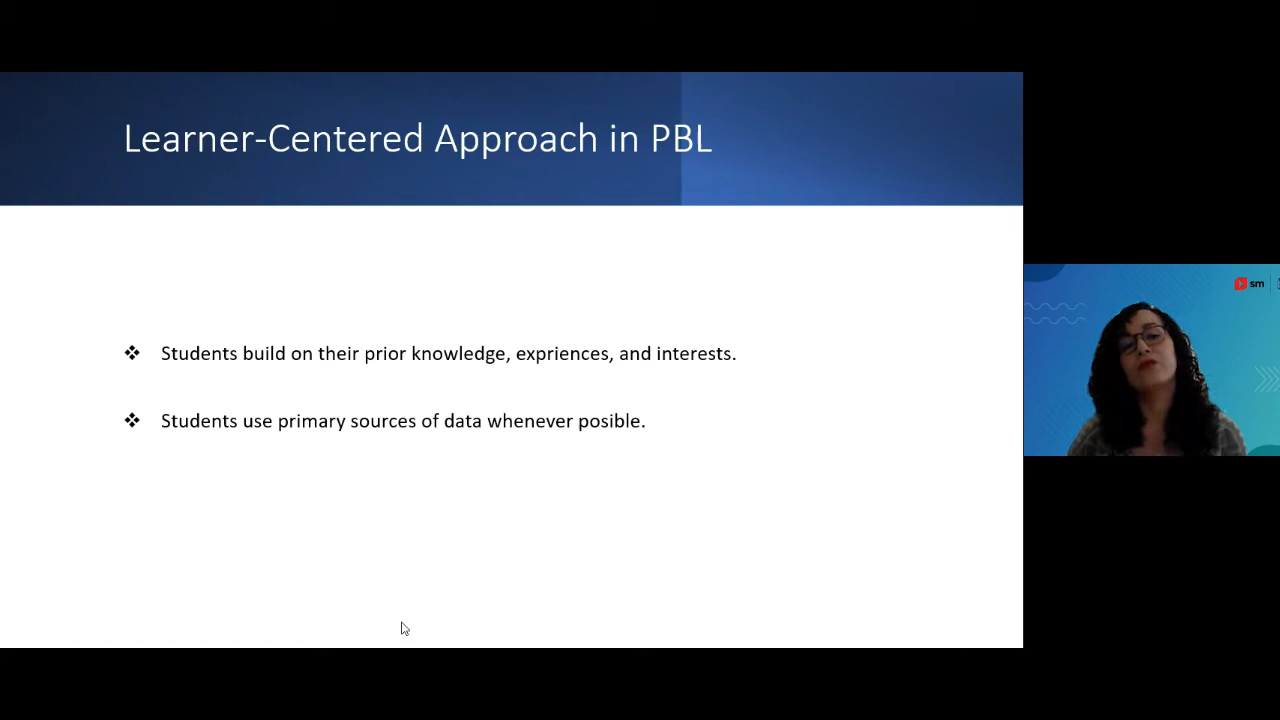 Learner-Centered Approach in PBL
Students build on their prior knowledge, expriences, and interests.
Students use primary sources of data whenever posible.
sm